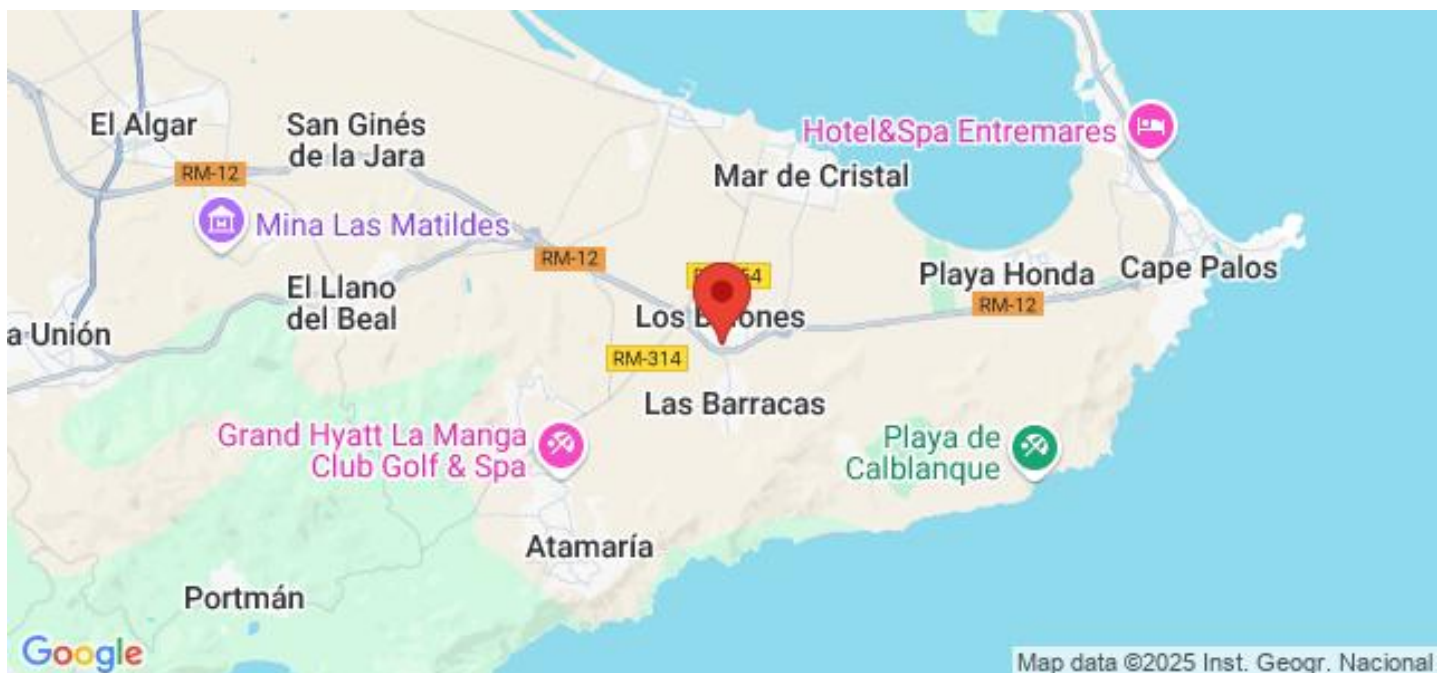 El Algar
San Ginés
de la Jara
RM-12
Mina Las Matildes
Hotel&Spa Entremares
Mar de Cristal
RM-12
El Llano
del Beal
Playa Honda
Cape Palos
RM-12
a Unión
RM-314
Las Barracas
Grand Hyatt La Manga
Club Golf & Spa
Playa de
Calblanque
Atamaría
Portmán
Google
Map data ©2025 Inst. Geogr. Nacional